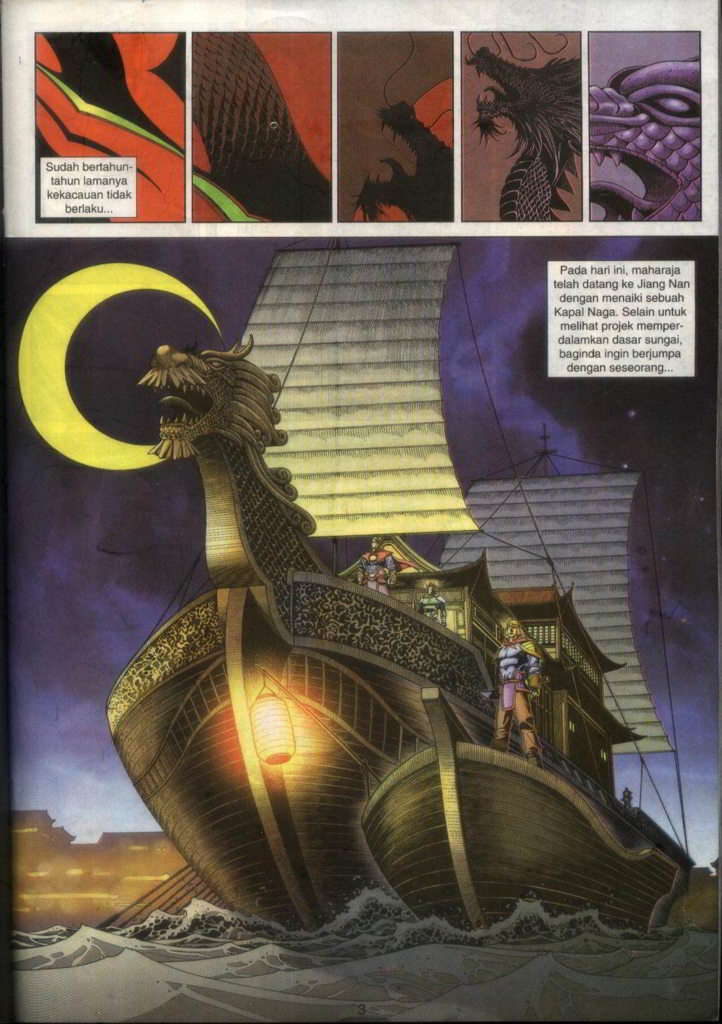 Sudah bertahun-
tahun lamanya
kekacauan tidak
berlaku...
Pada hari ini, maharaja
telah datang ke Jiang Nan
dengan menaiki sebuah
Kapal Naga. Selain untuk
melihat projek memper-
dalamkan dasar sungai,
baginda ingin berjumpa
dengan seseorang...
3